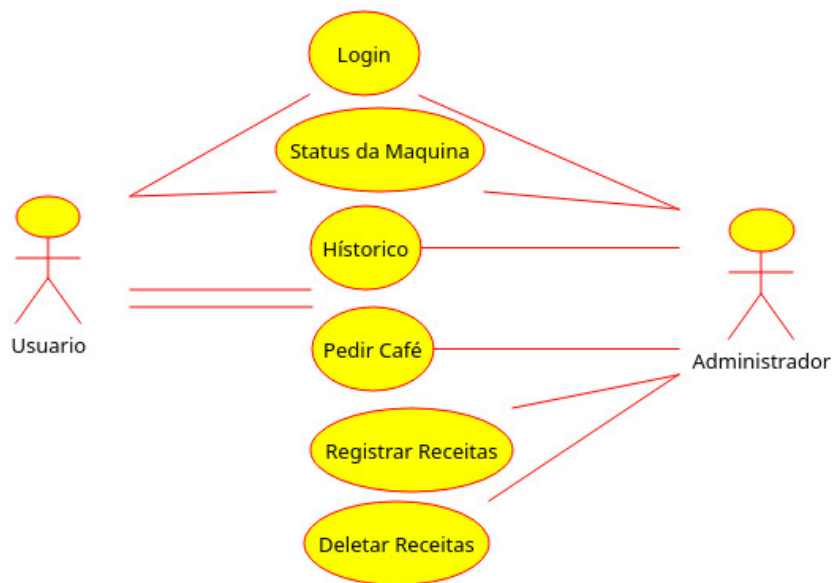 Login
Status da Maquina
Hístorico
Usuario
Pedir Café
Administrador
Registrar Receitas
Deletar Receitas